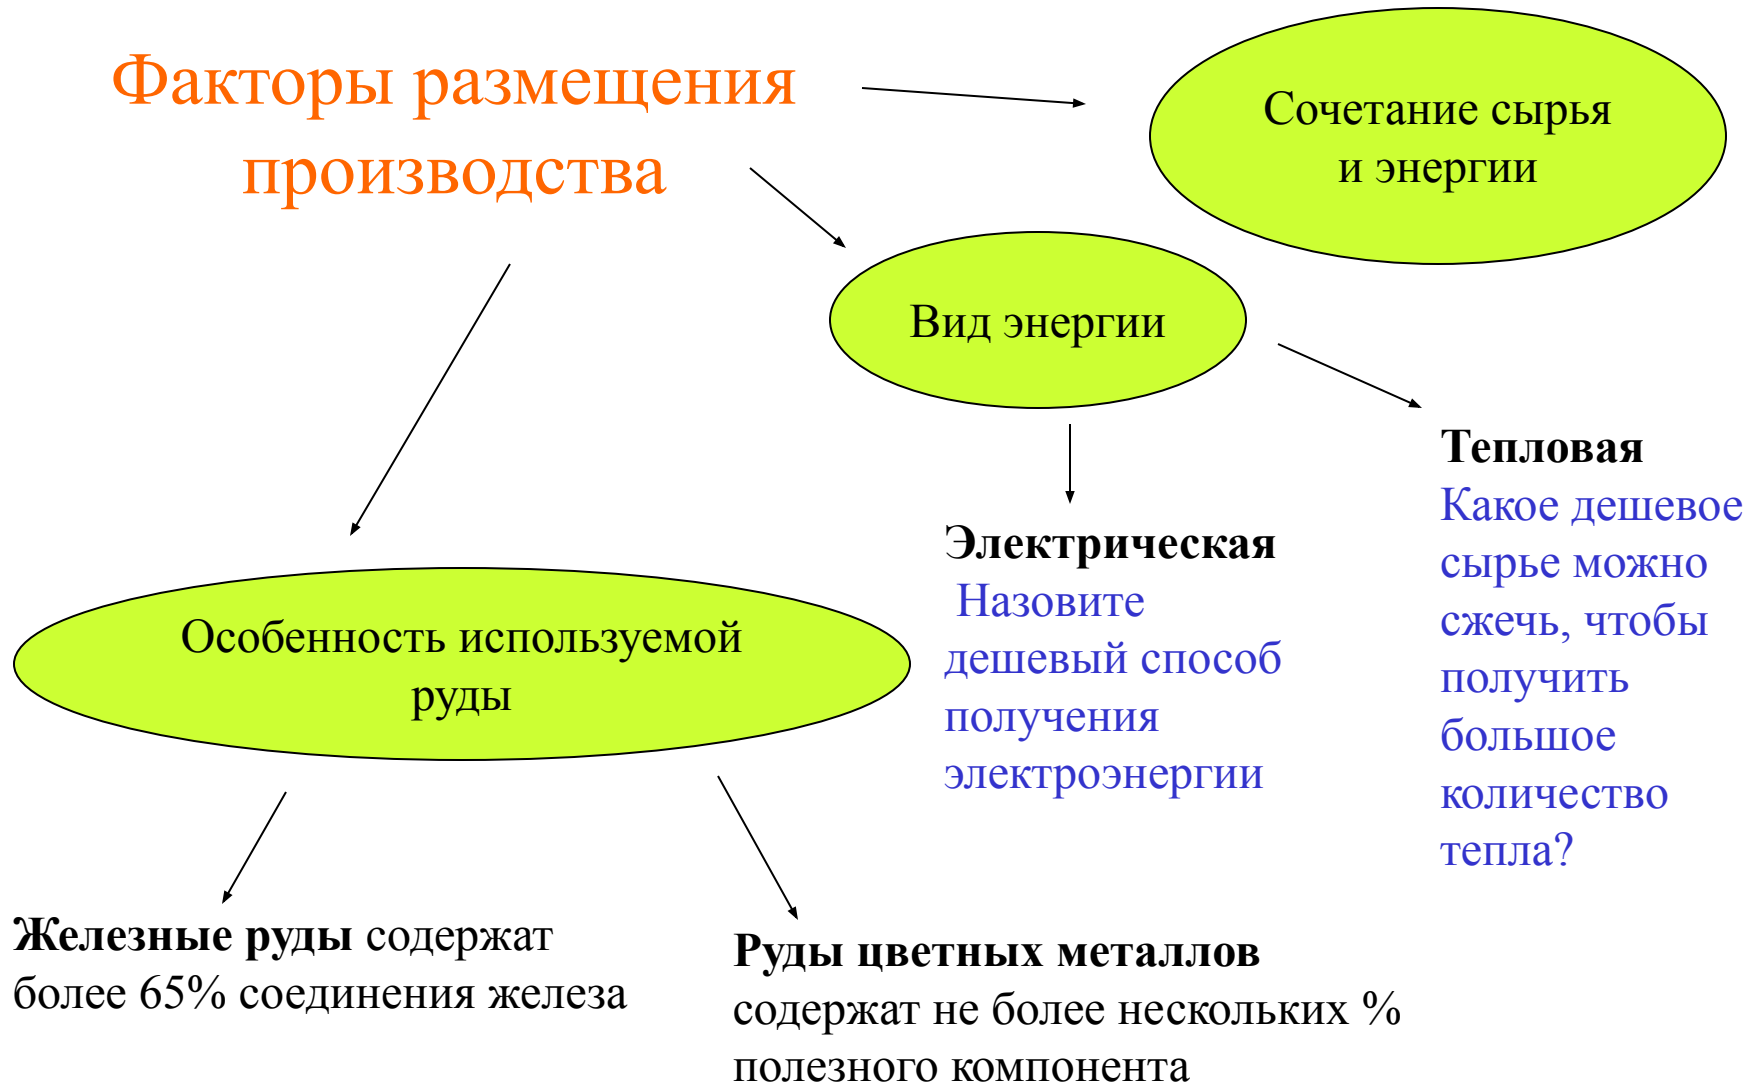 Факторы размещения
производства
Сочетание сырья
и энергии
Вид энергии
Тепловая
Какое дешевое
сырье можно
сжечь, чтобы
получить
большое
количество
тепла?
Электрическая
Назовите
дешевый способ
получения
электроэнергии
Особенность используемой
руды
Железные руды содержат
более 65% соединения железа
Руды цветных металлов
содержат не более нескольких %
полезного компонента